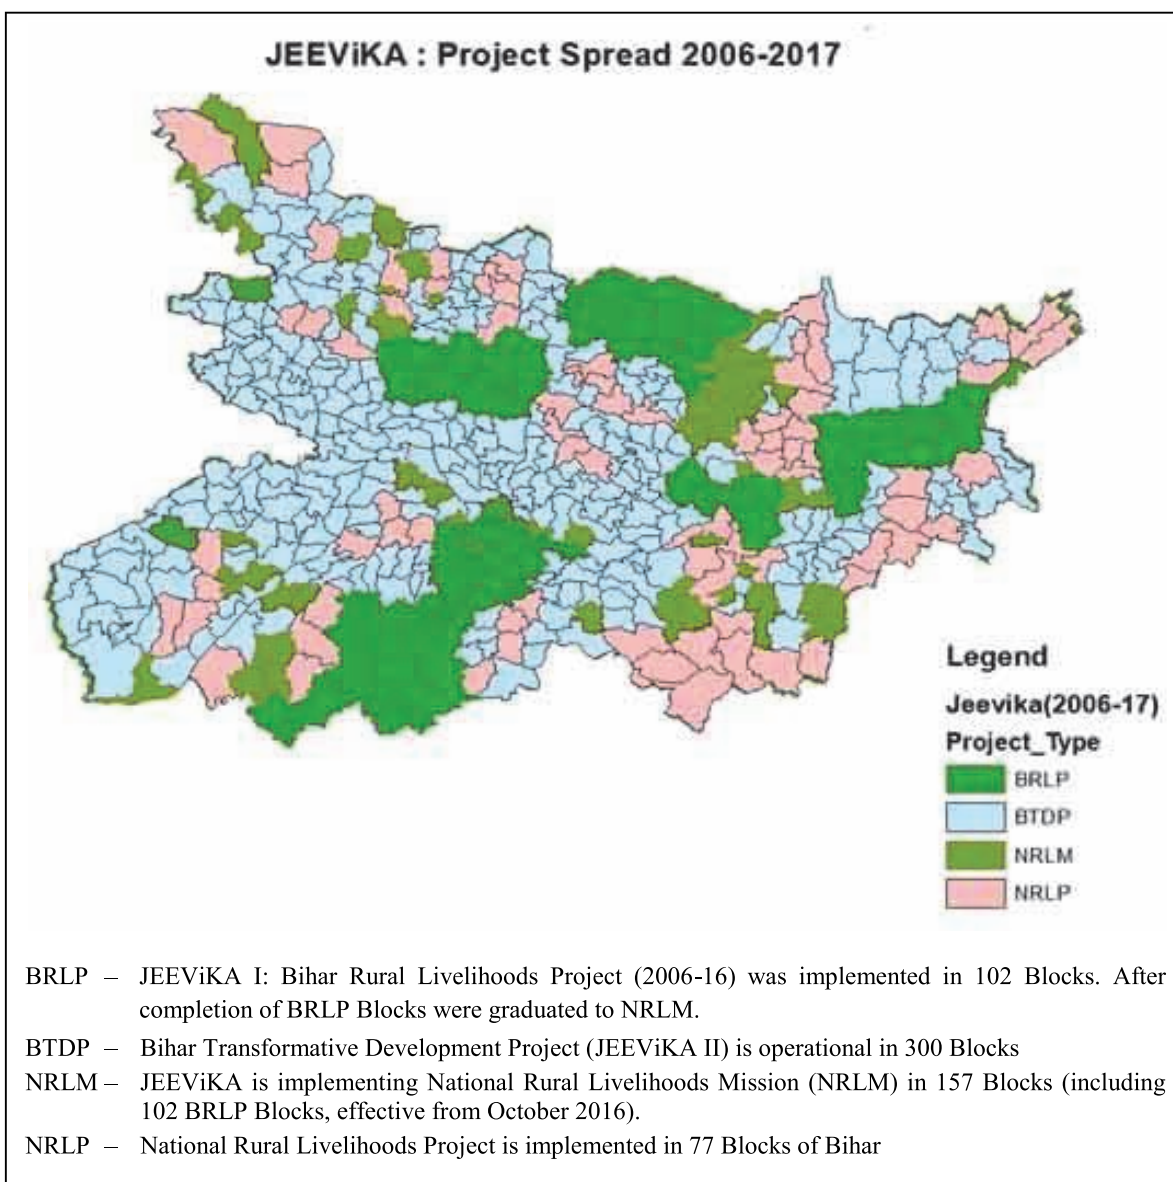 JEEViKA : Project Spread 2006-2017
Legend
Jeevika(2006-17)
Project_Type
BRLP
BTDP
NRLM
NRLP
BRLP – JEEViKA I: Bihar Rural Livelihoods Project (2006-16) was implemented in 102 Blocks. After
completion of BRLP Blocks were graduated to NRLM.
BTDP – Bihar Transformative Development Project (JEEViKA II) is operational in 300 Blocks
NRLM – JEEViKA is implementing National Rural Livelihoods Mission (NRLM) in 157 Blocks (including
102 BRLP Blocks, effective from October 2016).
NRLP – National Rural Livelihoods Project is implemented in 77 Blocks of Bihar